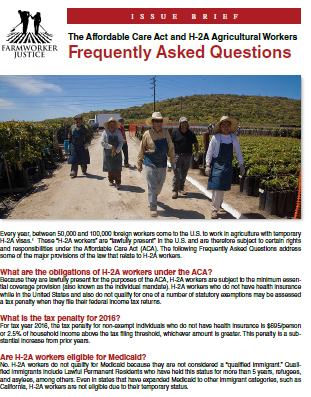 ISSUE BRIEF
FARMWORKER
JUSTICE
The Affordable Care Act and H-2A Agricultural Workers
Frequently Asked Questions
Every year, between 50,000 and 100,000 foreign workers come to the U.S. to work in agriculture with temporary
H-2A visas.¹ These "H-2A workers" are "lawfully present" in the U.S. and are therefore subject to certain rights
and responsibilities under the Affordable Care Act (ACA). The following Frequently Asked Questions address
some of the major provisions of the law that relate to H-2A workers.
What are the obligations of H-2A workers under the ACA?
Because they are lawfully present for the purposes of the ACA, H-2A workers are subject to the minimum essen-
tial coverage provision (also known as the individual mandate). H-2A workers who do not have health insurance
while in the United States and also do not qualify for one of a number of statutory exemptions may be assessed
a tax penalty when they file their federal income tax returns.
What is the tax penalty for 2016?
For tax year 2016, the tax penalty for non-exempt individuals who do not have health insurance is $695/person
or 2.5% of household income above the tax filing threshold, whichever amount is greater. This penalty is a sub-
stantial increase from prior years.
Are H-2A workers eligible for Medicaid?
No. H-2A workers do not qualify for Medicaid because they are not considered a "qualified immigrant." Quali-
fied immigrants include Lawful Permanent Residents who have held this status for more than 5 years, refugees,
and asylees, among others. Even in states that have expanded Medicaid to other immigrant categories, such as
California, H-2A workers are not eligible due to their temporary status.